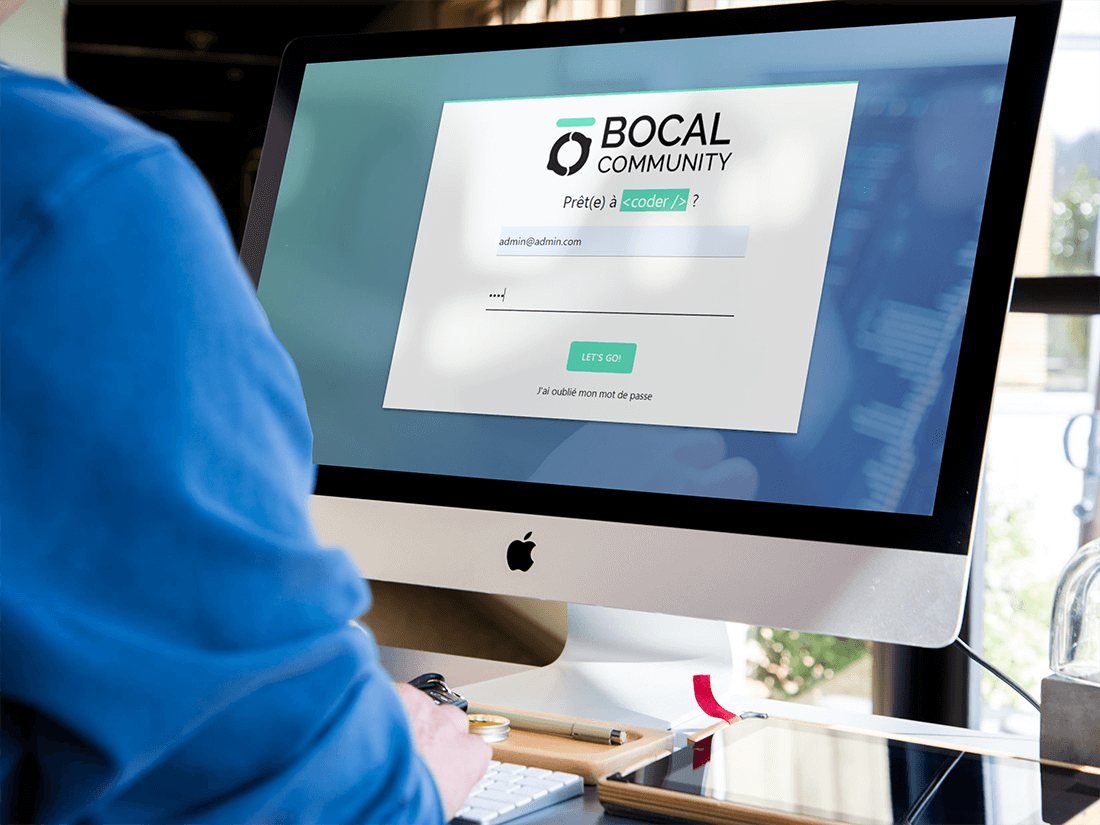 BOCAL
COMMUNITY
Prêt(e) à <coder /> ?
admin@admin.com
••••
LET'S GO!
J'ai oublié mon mot de passe